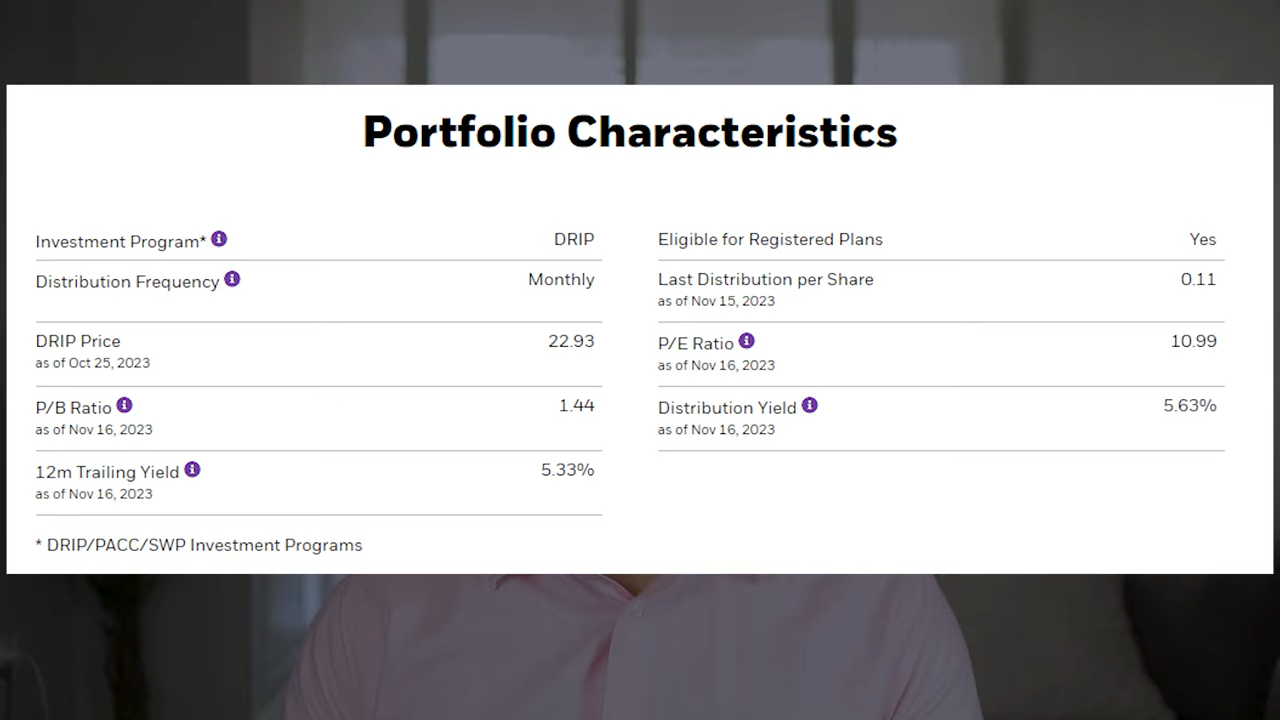 Portfolio Characteristics
Investment Program* DRIP
Eligible for Registered Plans Yes
Distribution Frequency Monthly
Last Distribution per Share 0.11
as of Nov 15, 2023
DRIP Price 22.93
as of Oct 25, 2023
P/E Ratio 10.99
as of Nov 16, 2023
P/B Ratio 1.44
as of Nov 16, 2023
Distribution Yield 5.63%
as of Nov 16, 2023
12m Trailing Yield 5.33%
as of Nov 16, 2023
* DRIP/PACC/SWP Investment Programs